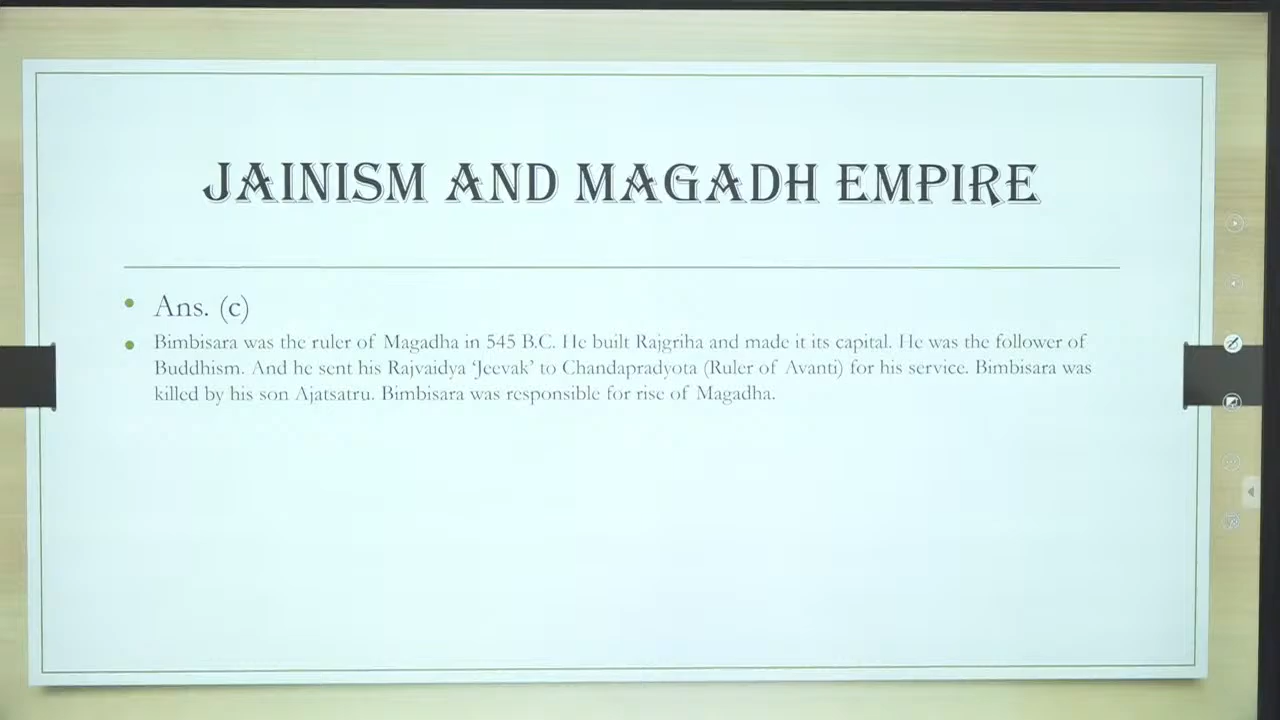 JAINISM AND MAGADH EMPIRE
Ans. (c)
Bimbisara was the ruler of Magadha in 545 B.C. He built Rajgriha and made it its capital. He was the follower of
Buddhism. And he sent his Rajvaidya ‘Jeevak’ to Chandapradyota (Ruler of Avanti) for his service. Bimbisara was
killed by his son Ajatsatru. Bimbisara was responsible for rise of Magadha.